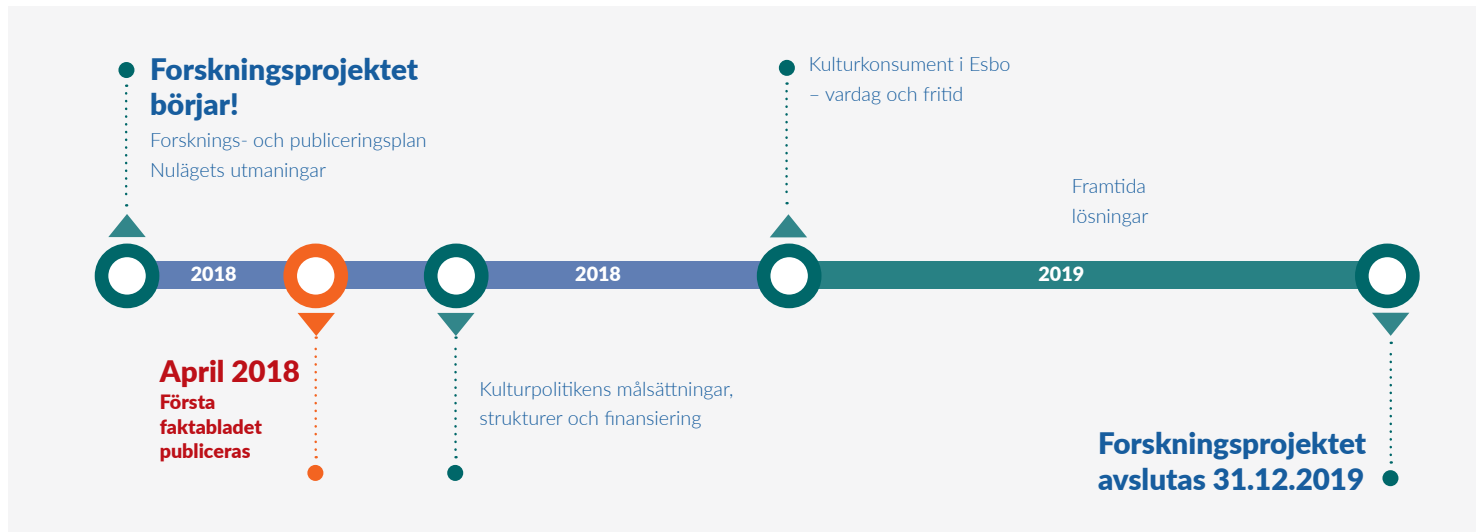 Forskningsprojektet
börjar!
Forsknings- och publiceringsplan
Nulägets utmaningar
Kulturkonsument i Esbo
– vardag och fritid
Framtida
lösningar
2018
2018
2019
April 2018
Första
faktabladet
publiceras
Kulturpolitikens målsättningar,
strukturer och finansiering
Forskningsprojektet
avslutas 31.12.2019